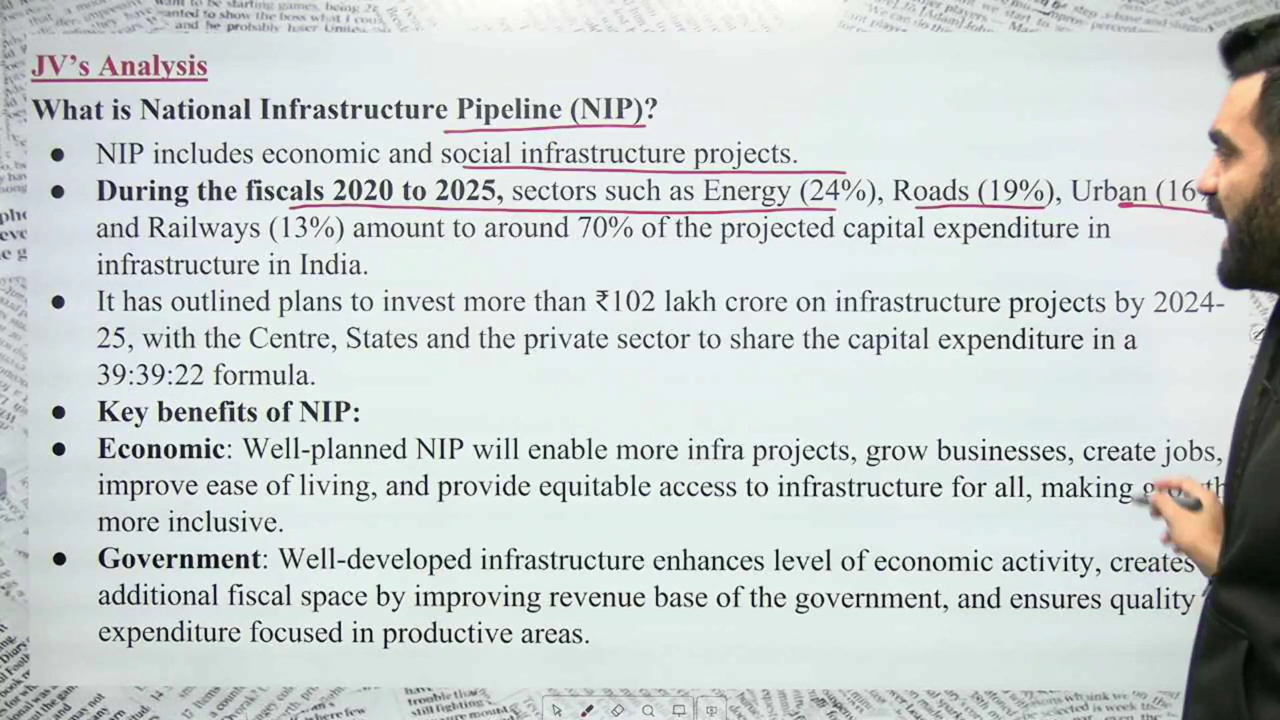 JV’s Analysis
What is National Infrastructure Pipeline (NIP)?
● NIP includes economic and social infrastructure projects.
● During the fiscals 2020 to 2025, sectors such as Energy (24%), Roads (19%), Urban (16%
and Railways (13%) amount to around 70% of the projected capital expenditure in
infrastructure in India.
● It has outlined plans to invest more than ₹102 lakh crore on infrastructure projects by 2024-
25, with the Centre, States and the private sector to share the capital expenditure in a
39:39:22 formula.
● Key benefits of NIP:
● Economic: Well-planned NIP will enable more infra projects, grow businesses, create jobs,
improve ease of living, and provide equitable access to infrastructure for all, making
more inclusive.
● Government: Well-developed infrastructure enhances level of economic activity, creates
additional fiscal space by improving revenue base of the government, and ensures quality
expenditure focused in productive areas.